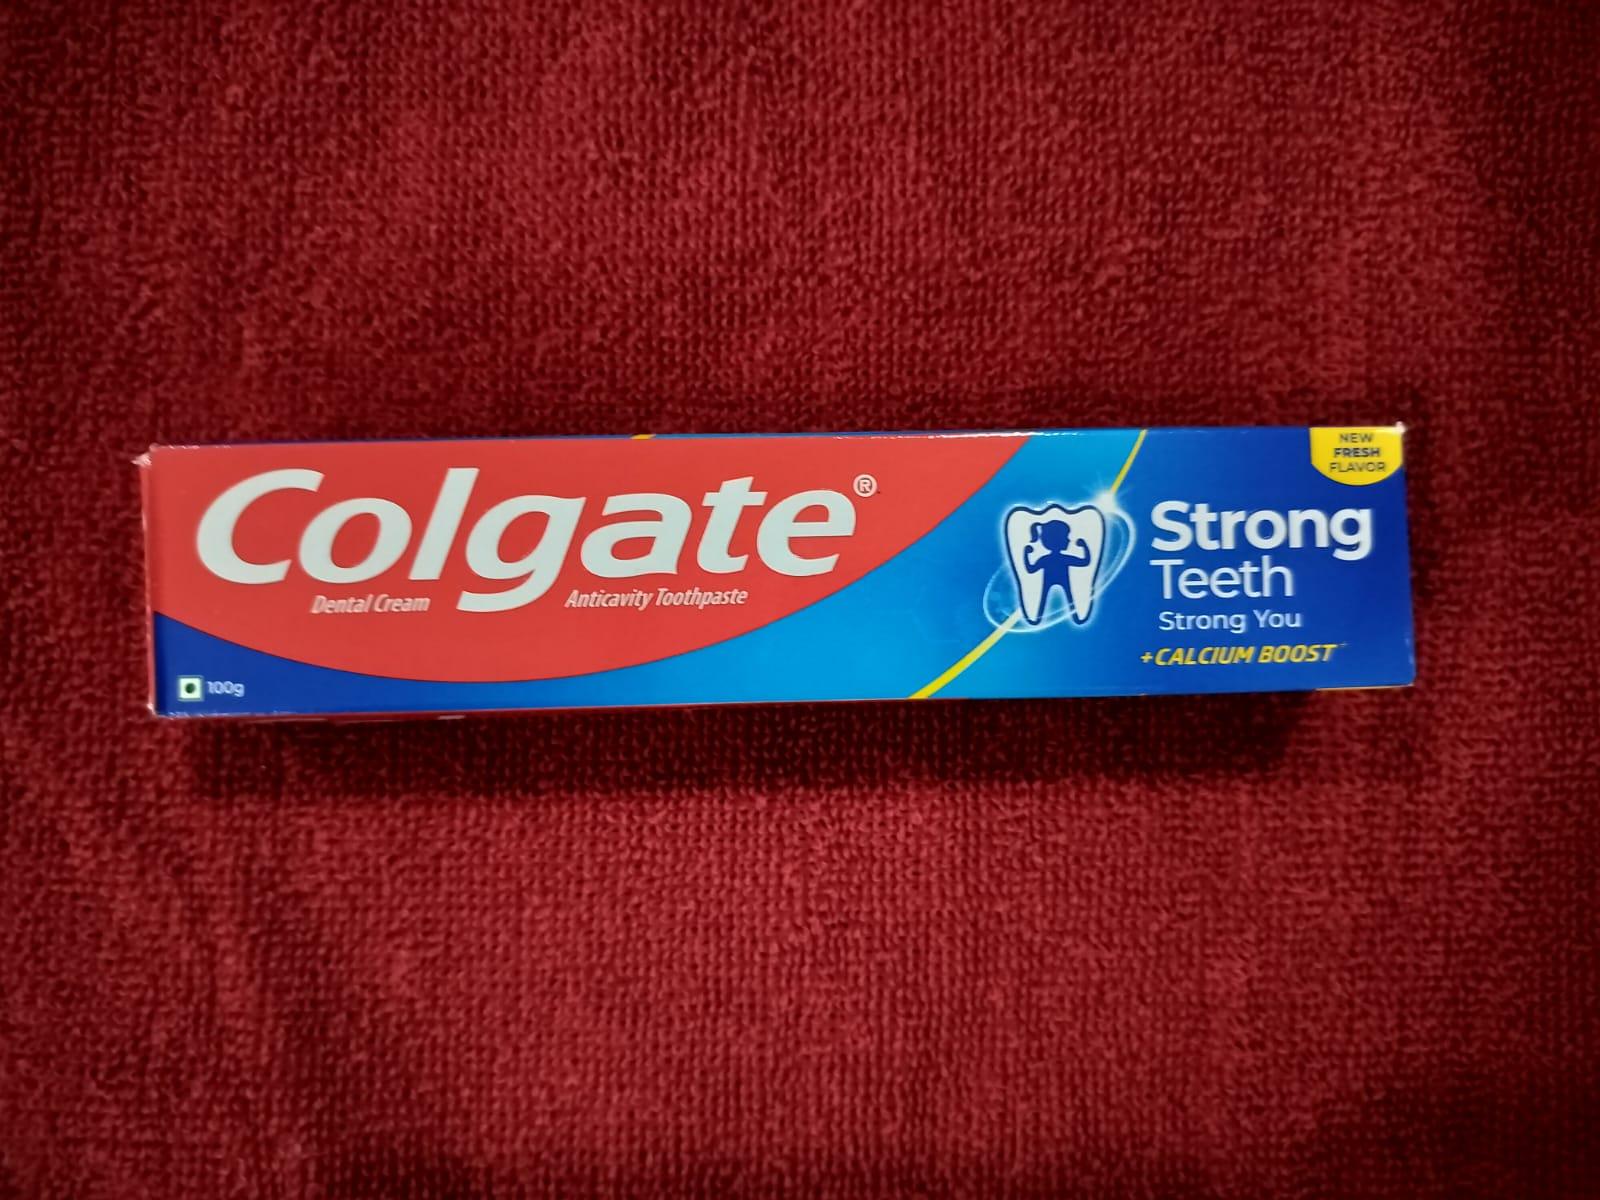 Colgate®
Dental Cream Anticavity Toothpaste
100g
NEW
FRESH
FLAVOR
Strong
Teeth
Strong You
+CALCIUM BOOST+